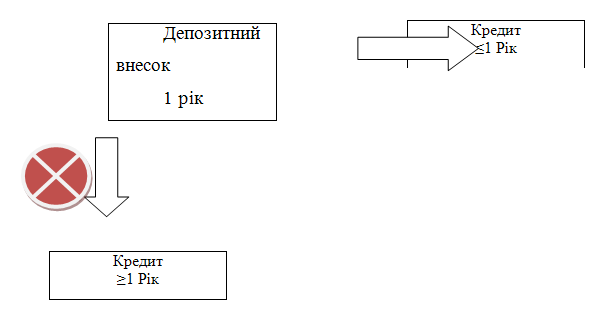 Депозитний
внесок
1 рік
Кредит
≤1 Рік
Кредит
≥1 Рік